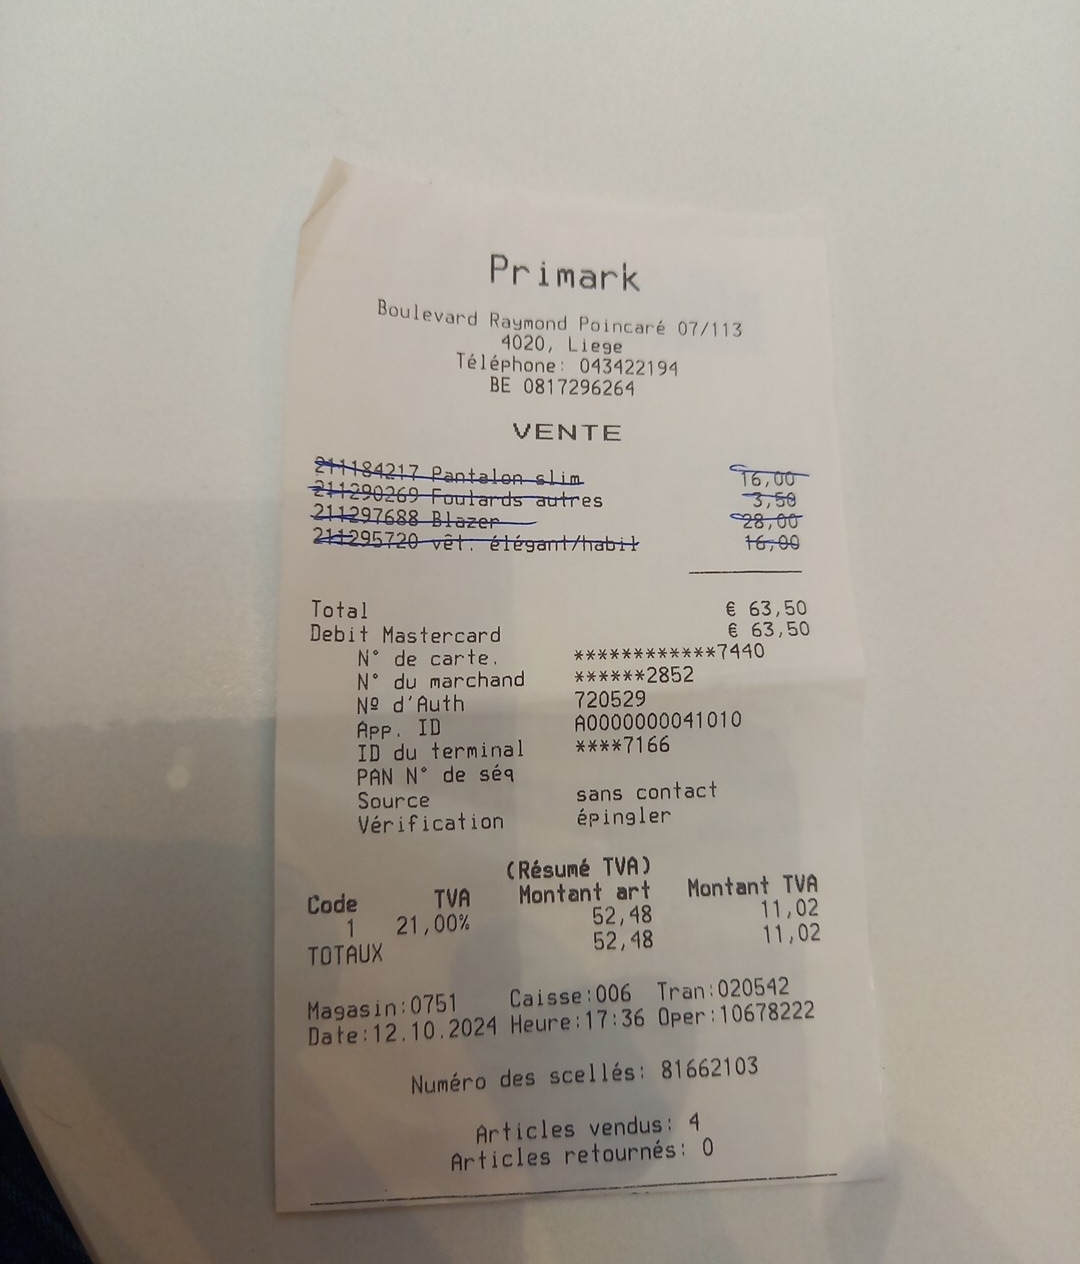 Primark
Boulevard Raymond Poincaré 07/113
4020, Liege
Téléphone: 043422194
BE 0817296264
VENTE
211184217 Pantalon slim 16,00
211290269 Foulards autres 3,50
211297688 Blazer 28,00
211295720 vêt. élégant/habil 16,00
Total € 63,50
Debit Mastercard € 63,50
N° de carte. ************7440
N° du marchand ******2852
Nº d'Auth 720529
App. ID A0000000041010
ID du terminal ****7166
PAN N° de séq
Source sans contact
Vérification épingler
(Résumé TVA)
Code TVA Montant art Montant TVA
1 21,00% 52,48 11,02
TOTAUX 52,48 11,02
Magasin:0751 Caisse:006 Tran:020542
Date:12.10.2024 Heure:17:36 Oper:10678222
Numéro des scellés: 81662103
Articles vendus: 4
Articles retournés: 0